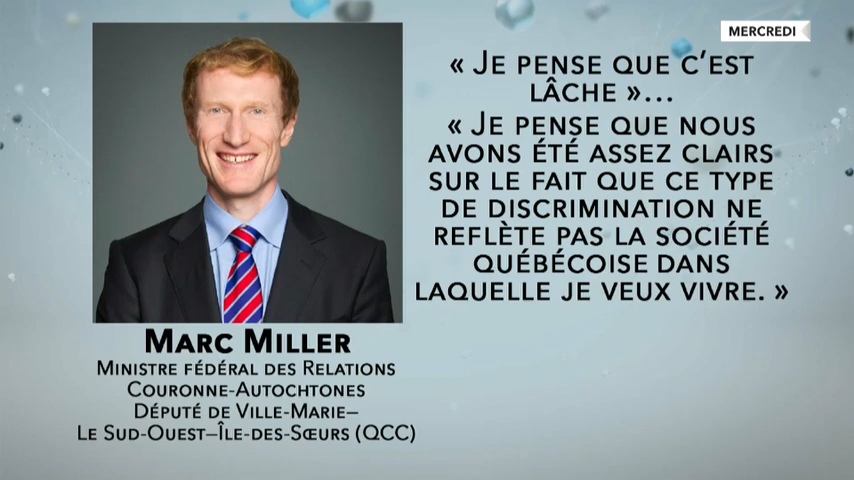 MERCREDI
« JE PENSE QUE C’EST
LÂCHE »...
« JE PENSE QUE NOUS
AVONS ÉTÉ ASSEZ CLAIRS
SUR LE FAIT QUE CE TYPE
DE DISCRIMINATION NE
REFLÈTE PAS LA SOCIÉTÉ
QUÉBÉCOISE DANS
LAQUELLE JE VEUX VIVRE. »
MARC MILLER
MINISTRE FÉDÉRAL DES RELATIONS
COURONNE-AUTOCHTONES
DÉPUTÉ DE VILLE-MARIE–
LE SUD-OUEST–ÎLE-DES-SŒURS (QCC)